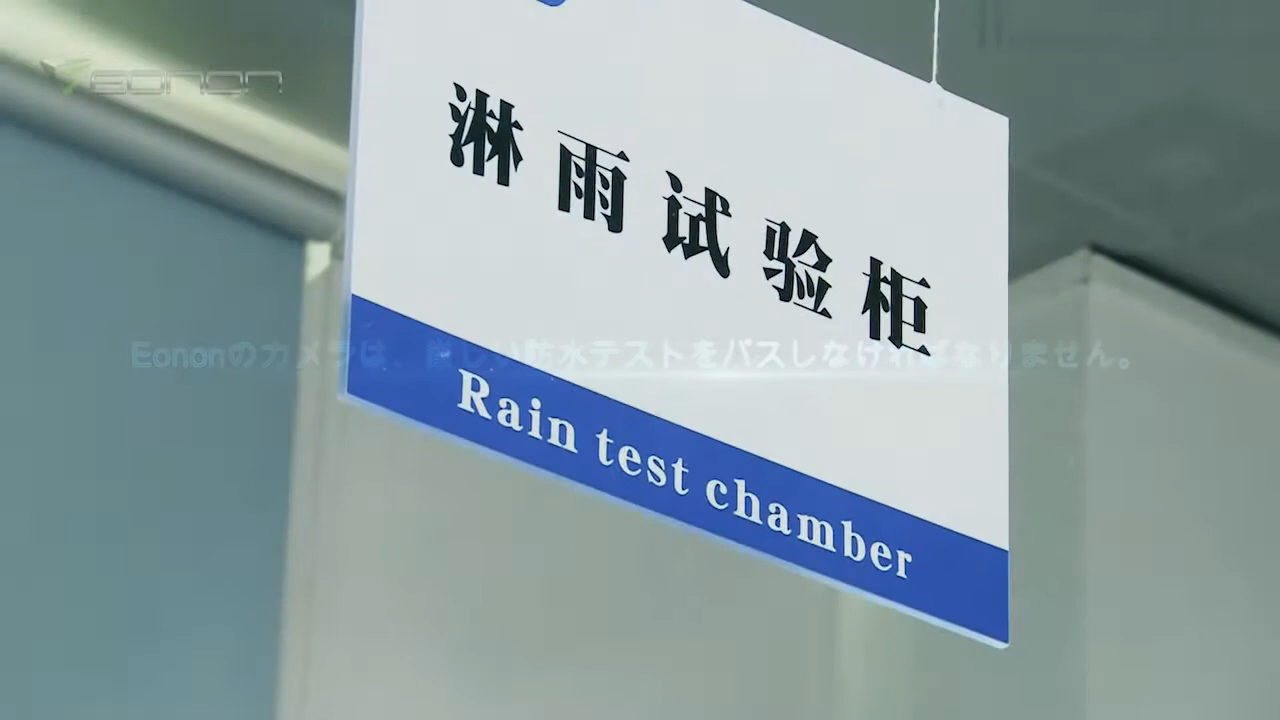 eonon
淋雨试验柜
Eononのカメラは、厳しい防水テストをパスしなければなりません。
Rain test chamber